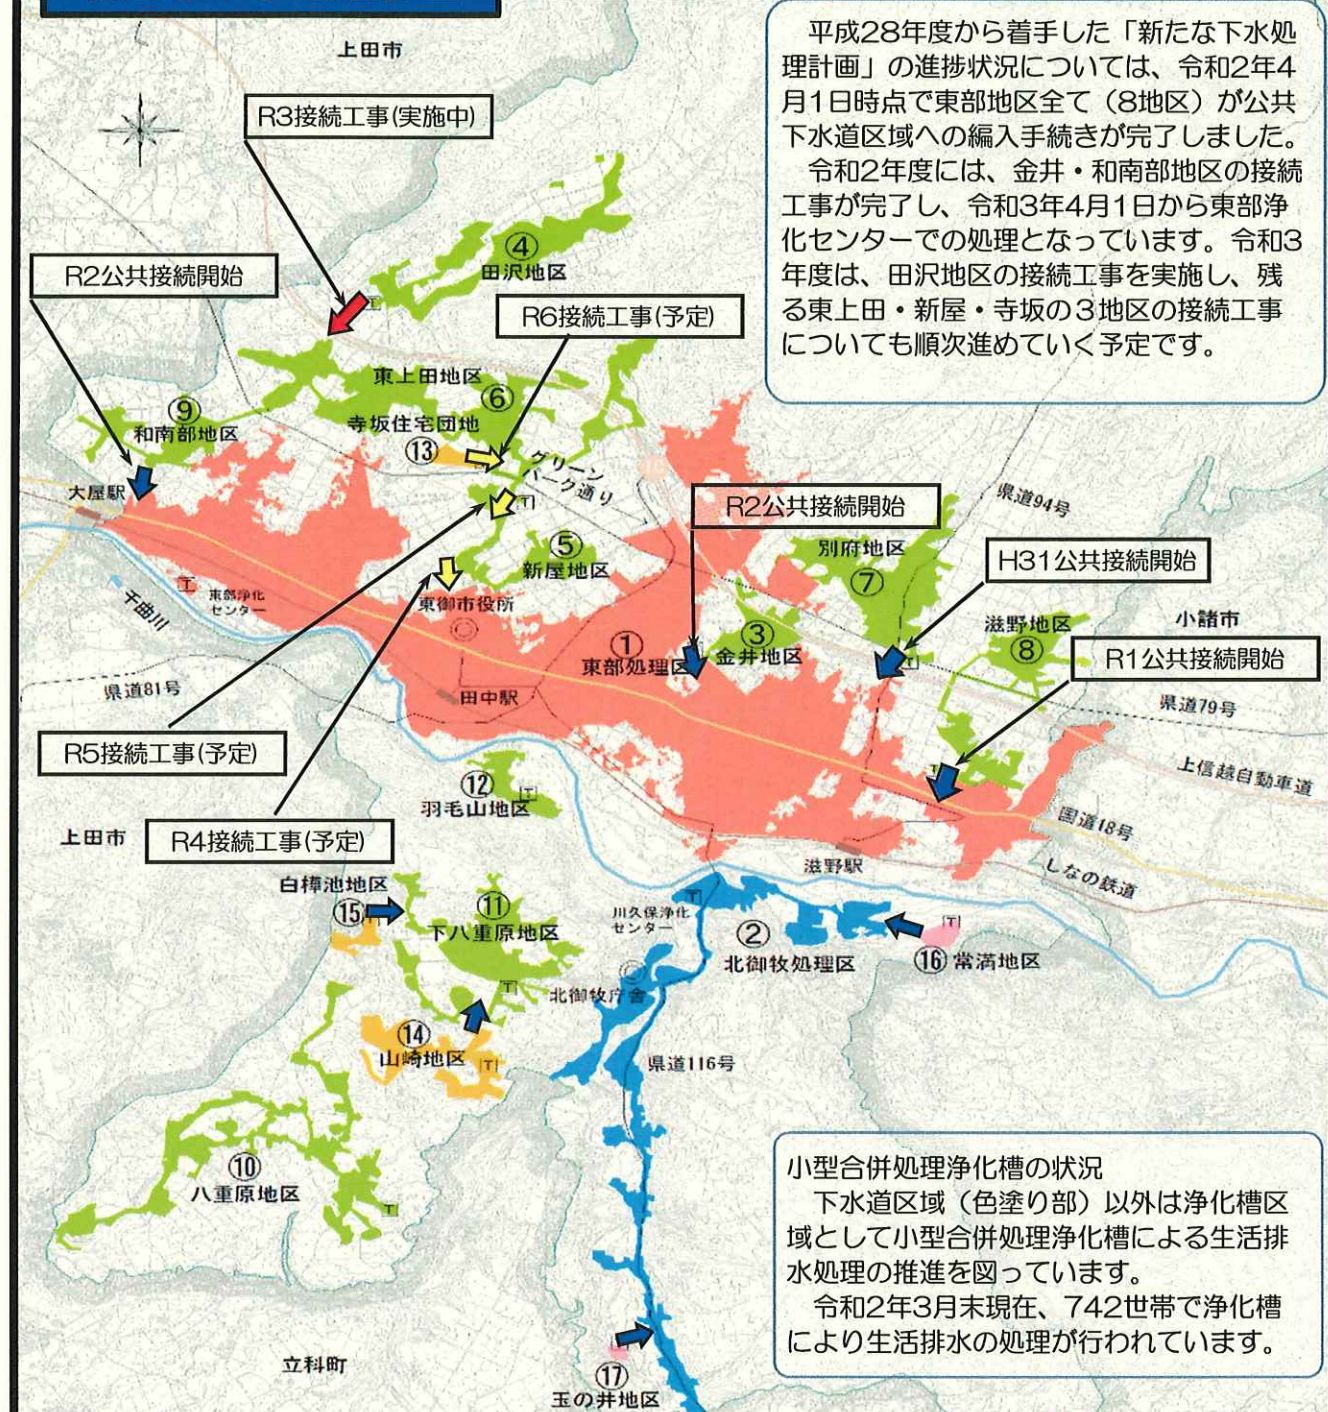 上田市
平成28年度から着手した「新たな下水処
理計画」の進捗状況については、令和2年4
月1日時点で東部地区全て（8地区）が公共
下水道区域への編入手続きが完了しました。
令和2年度には、金井・和南部地区の接続
工事が完了し、令和3年4月1日から東部浄
化センターでの処理となっています。令和3
年度は、田沢地区の接続工事を実施し、残
る東上田・新屋・寺坂の３地区の接続工事
についても順次進めていく予定です。
R3接続工事(実施中)
④
田沢地区
R2公共接続開始
R6接続工事(予定)
東上田地区
⑥
⑨
和南部地区
寺坂住宅団地
⑬
グリーン
パーク通り
IC
大屋駅
R2公共接続開始
県道94号
⑤
新屋地区
別府地区
⑦
H31公共接続開始
東部浄化
センター
千曲川
東御市役所
①
東部処理区
③
金井地区
滋野地区
⑧
小諸市
R1公共接続開始
県道81号
田中駅
県道79号
R5接続工事(予定)
上信越自動車道
⑫
羽毛山地区
上田市
R4接続工事(予定)
国道18号
滋野駅
しなの鉄道
白樺池地区
⑮
⑪
下八重原地区
川久保浄化
センター
②
北御牧処理区
⑯常満地区
北御牧庁舎
⑭
山崎地区
県道116号
⑩
八重原地区
小型合併処理浄化槽の状況
下水道区域（色塗り部）以外は浄化槽区
域として小型合併処理浄化槽による生活排
水処理の推進を図っています。
令和2年3月末現在、742世帯で浄化槽
により生活排水の処理が行われています。
立科町
⑰
玉の井地区